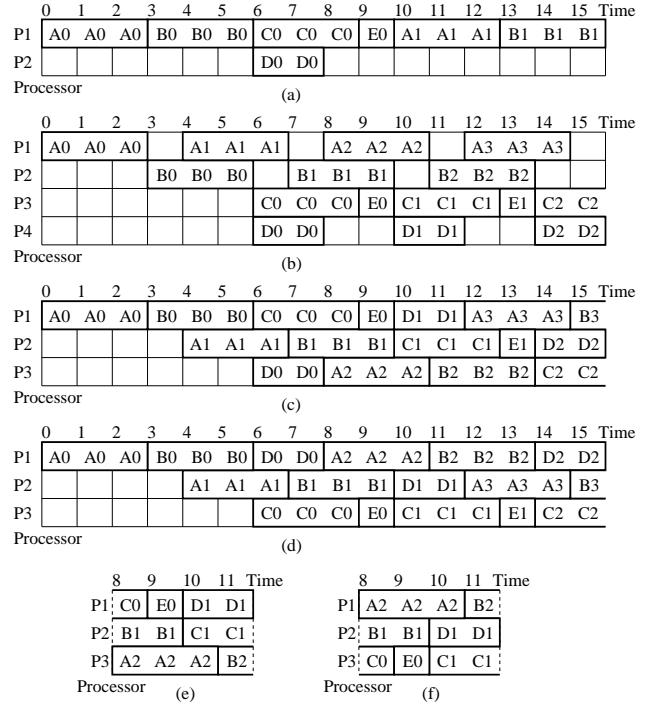 0 1 2 3 4 5 6 7 8 9 10 11 12 13 14 15 Time
P1 A0 A0 A0 B0 B0 B0 C0 C0 C0 E0 A1 A1 A1 B1 B1 B1
P2 D0 D0
Processor
(a)
0 1 2 3 4 5 6 7 8 9 10 11 12 13 14 15 Time
P1 A0 A0 A0 A1 A1 A1 A2 A2 A2 A3 A3 A3
P2 B0 B0 B0 B1 B1 B1 B2 B2 B2
P3 C0 C0 C0 E0 C1 C1 C1 E1 C2 C2
P4 D0 D0 D1 D1 D2 D2
Processor
(b)
0 1 2 3 4 5 6 7 8 9 10 11 12 13 14 15 Time
P1 A0 A0 A0 B0 B0 B0 C0 C0 C0 E0 D1 D1 A3 A3 A3 B3
P2 A1 A1 A1 B1 B1 B1 C1 C1 C1 E1 D2 D2
P3 D0 D0 A2 A2 A2 B2 B2 B2 C2 C2
Processor
(c)
0 1 2 3 4 5 6 7 8 9 10 11 12 13 14 15 Time
P1 A0 A0 A0 B0 B0 B0 D0 D0 A2 A2 A2 B2 B2 B2 D2 D2
P2 A1 A1 A1 B1 B1 B1 D1 D1 A3 A3 A3 B3
P3 C0 C0 C0 E0 C1 C1 C1 E1 C2 C2
Processor
(d)
8 9 10 11 Time
P1 C0 E0 D1 D1
P2 B1 B1 C1 C1
P3 A2 A2 A2 B2
Processor
(e)
8 9 10 11 Time
P1 A2 A2 A2 B2
P2 B1 B1 D1 D1
P3 C0 E0 C1 C1
Processor
(f)